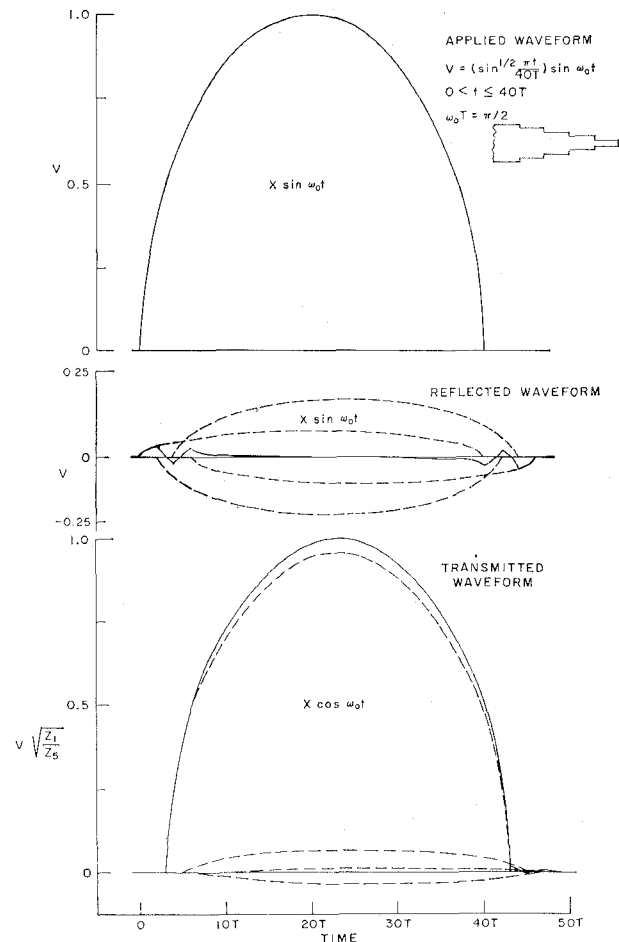 1.0
APPLIED WAVEFORM
V = (sin^1/2 πt/40T) sin ω₀t
0 < t ≤ 40T
ω₀T = π/2
V
0.5
X sin ω₀t
0
0.25
REFLECTED WAVEFORM
X sin ω₀t
0
V
-0.25
1.0
TRANSMITTED
WAVEFORM
X cos ω₀t
0.5
V √Z₁/Z₅
0
0 10T 20T 30T 40T 50T
TIME